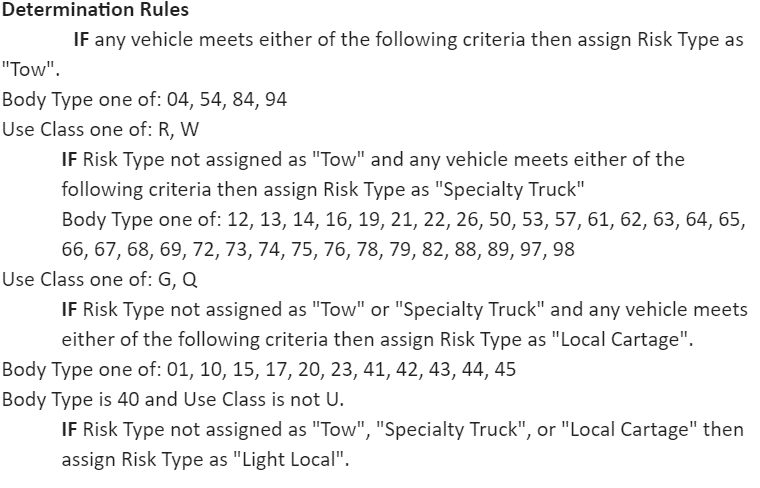 Determination Rules
IF any vehicle meets either of the following criteria then assign Risk Type as
"Tow".
Body Type one of: 04, 54, 84, 94
Use Class one of: R, W
IF Risk Type not assigned as "Tow" and any vehicle meets either of the
following criteria then assign Risk Type as "Specialty Truck"
Body Type one of: 12, 13, 14, 16, 19, 21, 22, 26, 50, 53, 57, 61, 62, 63, 64, 65,
66, 67, 68, 69, 72, 73, 74, 75, 76, 78, 79, 82, 88, 89, 97, 98
Use Class one of: G, Q
IF Risk Type not assigned as "Tow" or "Specialty Truck" and any vehicle meets
either of the following criteria then assign Risk Type as "Local Cartage".
Body Type one of: 01, 10, 15, 17, 20, 23, 41, 42, 43, 44, 45
Body Type is 40 and Use Class is not U.
IF Risk Type not assigned as "Tow", "Specialty Truck", or "Local Cartage" then
assign Risk Type as "Light Local".